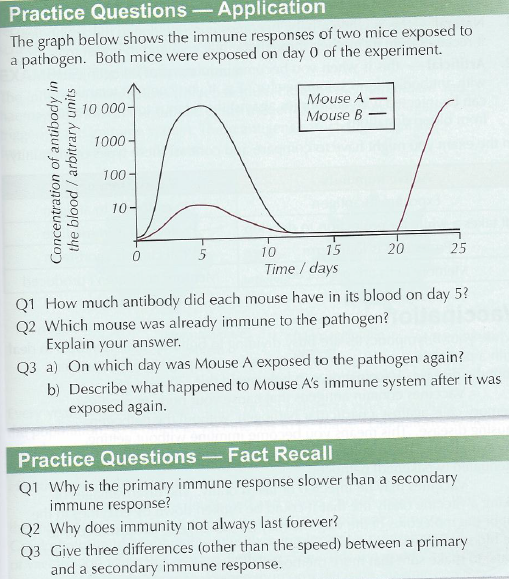 Practice Questions — Application
The graph below shows the immune responses of two mice exposed to
a pathogen. Both mice were exposed on day 0 of the experiment.
Concentration of antibody in
the blood / arbitrary units
10 000
1000
100
10
Mouse A
Mouse B
0
5
10
15
20
25
Time / days
Q1 How much antibody did each mouse have in its blood on day 5?
Q2 Which mouse was already immune to the pathogen?
Explain your answer.
Q3 a) On which day was Mouse A exposed to the pathogen again?
b) Describe what happened to Mouse A's immune system after it was
exposed again.
Practice Questions — Fact Recall
Q1 Why is the primary immune response slower than a secondary
immune response?
Q2 Why does immunity not always last forever?
Q3 Give three differences (other than the speed) between a primary
and a secondary immune response.